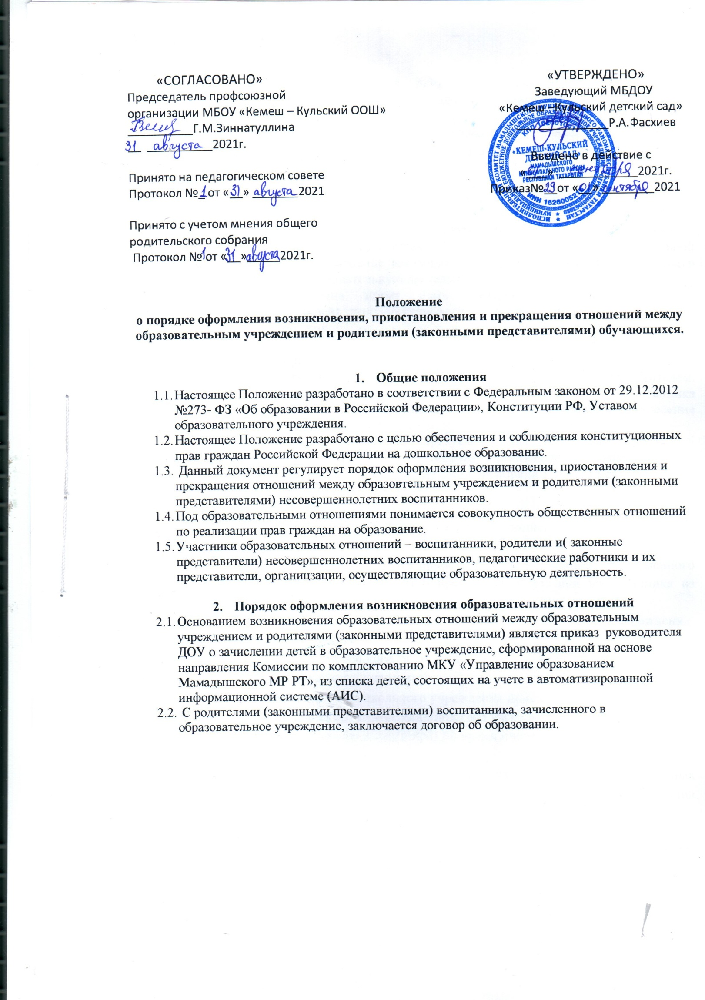 «СОГЛАСОВАНО»
Председатель профсоюзной
организации МБОУ «Кемеш – Кульский ООШ»
Г.М.Зиннатуллина
31 августа 2021г.
Принято на педагогическом совете
Протокол №1 от «31» августа 2021
Принято с учетом мнения общего
родительского собрания
Протокол №1 от «31» августа 2021г.
«УТВЕРЖДЕНО»
Заведующий МБДОУ
«Кемеш –Кульский детский сад»
Р.А.Фасхиев
Введено в действие с
«01» сентября 2021г.
Приказ№29 от «01» сентября 2021
«КЕМЕШ-КУЛЬСКИЙ
ДЕТСКИЙ САД»
МАМАДЫШСКОГО
МУНИЦИПАЛЬНОГО РАЙОНА
РЕСПУБЛИКИ ТАТАРСТАН
Положение
о порядке оформления возникновения, приостановления и прекращения отношений между
образовательным учреждением и родителями (законными представителями) обучающихся.
1. Общие положения
1.1. Настоящее Положение разработано в соответствии с Федеральным законом от 29.12.2012
№273- ФЗ «Об образовании в Российской Федерации», Конституции РФ, Уставом
образовательного учреждения.
1.2. Настоящее Положение разработано с целью обеспечения и соблюдения конституционных
прав граждан Российской Федерации на дошкольное образование.
1.3. Данный документ регулирует порядок оформления возникновения, приостановления и
прекращения отношений между образовтельным учреждением и родителями (законными
представителями) несовершеннолетних воспитанников.
1.4. Под образовательными отношениями понимается совокупность общественных отношений
по реализации прав граждан на образование.
1.5. Участники образовательных отношений – воспитанники, родители и( законные
представители) несовершеннолетних воспитанников, педагогические работники и их
представители, органицзации, осуществляющие образовательную деятельность.
2. Порядок оформления возникновения образовательных отношений
2.1. Основанием возникновения образовательных отношений между образовательным
учреждением и родителями (законными представителями) является приказ руководителя
ДОУ о зачислении детей в образовательное учреждение, сформированной на основе
направления Комиссии по комплектованию МКУ «Управление образованием
Мамадышского МР РТ», из списка детей, состоящих на учете в автоматизированной
информационной системе (АИС).
2.2. С родителями (законными представителями) воспитанника, зачисленного в
образовательное учреждение, заключается договор об образовании.